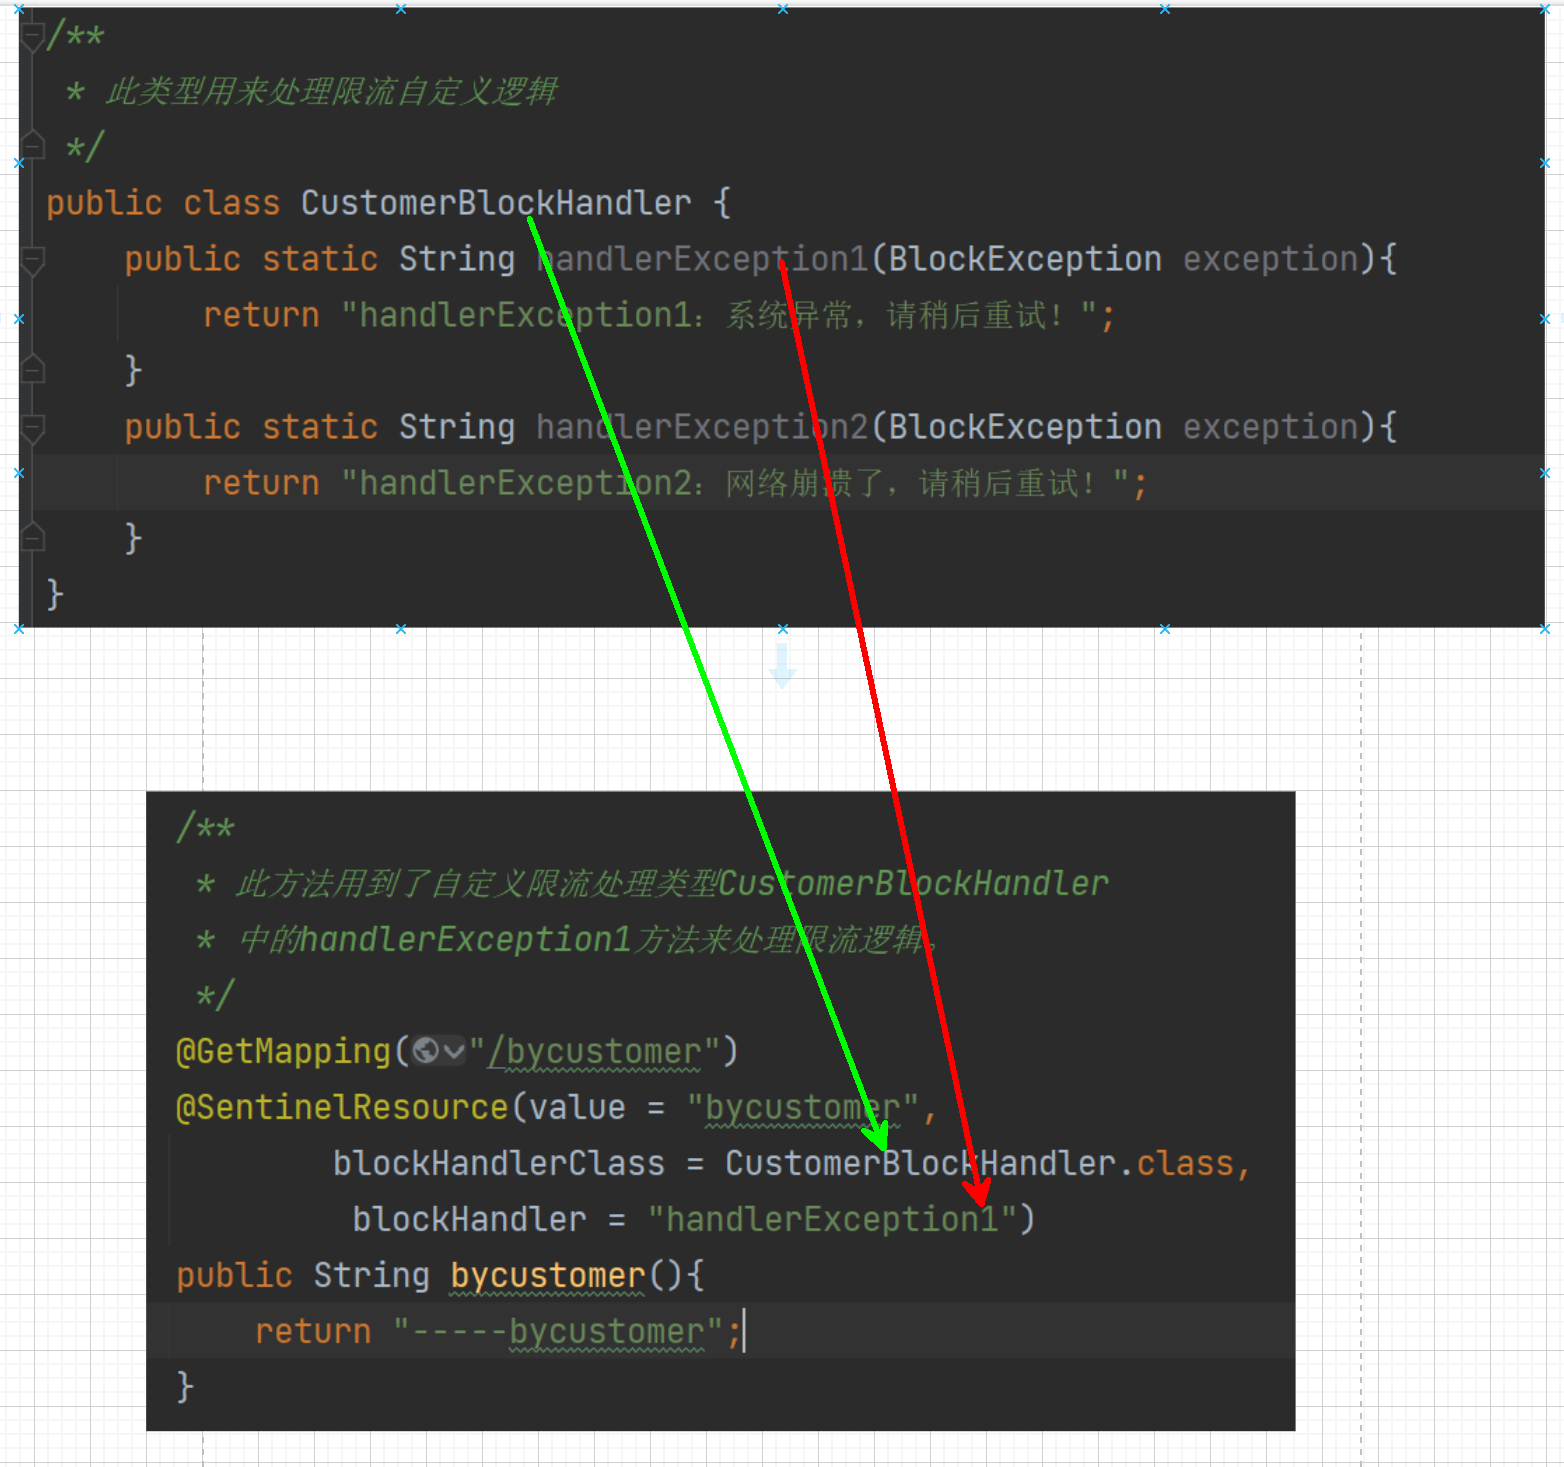 /**
 * 此类型用来处理限流自定义逻辑
 */
public class CustomerBlockHandler {
    public static String handlerException1(BlockException exception){
        return "handlerException1：系统异常，请稍后重试！";
    }
    public static String handlerException2(BlockException exception){
        return "handlerException2：网络崩溃了，请稍后重试！";
    }
}
/**
 * 此方法用到了自定义限流处理类型CustomerBlockHandler
 * 中的handlerException1方法来处理限流逻辑。
 */
@GetMapping("/bycustomer")
@SentinelResource(value = "bycustomer",
        blockHandlerClass = CustomerBlockHandler.class,
         blockHandler = "handlerException1")
public String bycustomer(){
    return "-----bycustomer";
}